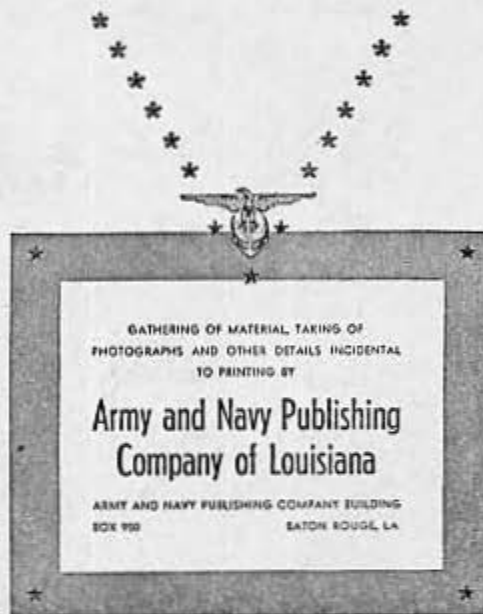 GATHERING OF MATERIAL, TAKING OF
PHOTOGRAPHS AND OTHER DETAILS INCIDENTAL
TO PRINTING BY
Army and Navy Publishing
Company of Louisiana
ARMY AND NAVY PUBLISHING COMPANY BUILDING
BOX 950 BATON ROUGE, LA